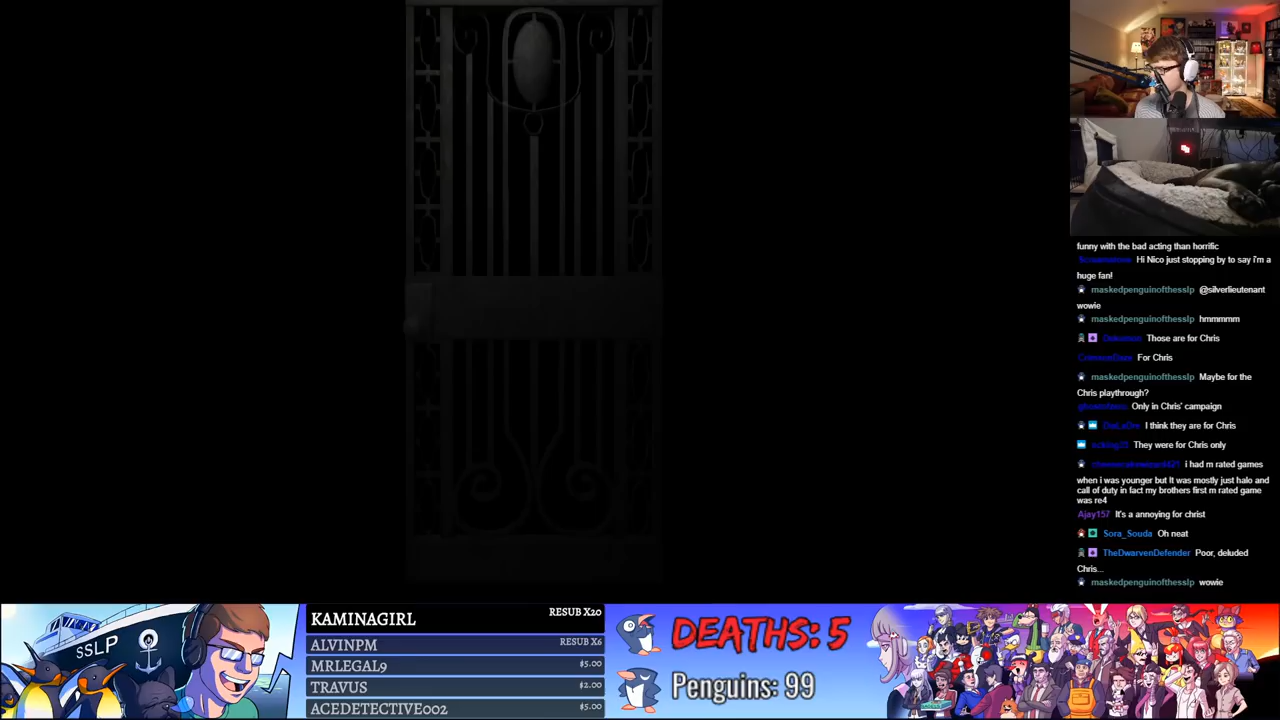 funny with the bad acting than horrific
Hi Nico just stopping by to say i'm a
huge fan!
maskedpenguinofthesslp @silverlieutenant
wowie
maskedpenguinofthesslp hmmmmm
Those are for Chris
For Chris
maskedpenguinofthesslp Maybe for the
Chris playthrough?
Only in Chris' campaign
I think they are for Chris
They were for Chris only
i had m rated games
when i was younger but It was mostly just halo and
call of duty in fact my brothers first m rated game
was re4
Ajay157 It's a annoying for christ
Sora_Souda Oh neat
TheDwarvenDefender Poor, deluded
Chris...
maskedpenguinofthesslp wowie
SSLP
KAMINAGIRL RESUB X20
ALVINPM RESUB X6
MRLEGAL9 $5.00
TRAVUS $2.00
ACEDETECTIVE002 $5.00
DEATHS: 5
Penguins: 99